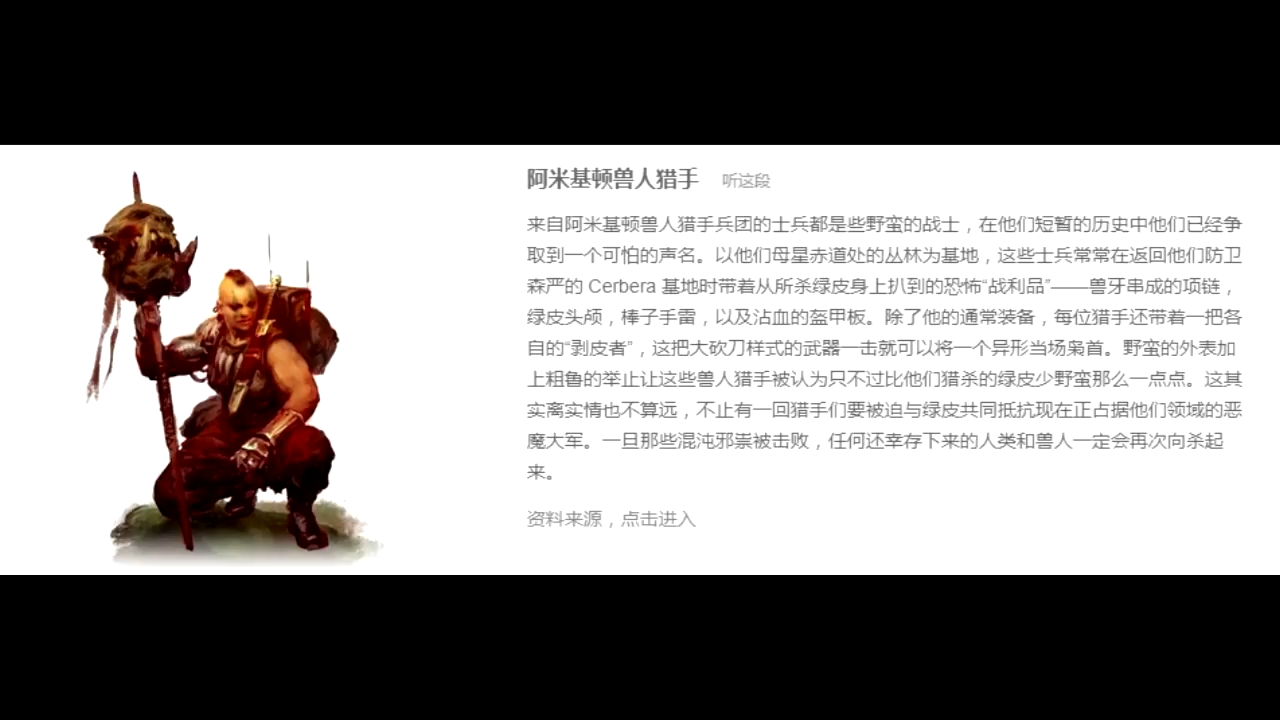 阿米基顿兽人猎手 听这段
来自阿米基顿兽人猎手兵团的士兵都是些野蛮的战士，在他们短暂的历史中他们已经争
取到一个可怕的声名。以他们母星赤道处的丛林为基地，这些士兵常常在返回他们防卫
森严的 Cerbera 基地时带着从所杀绿皮身上扒到的恐怖“战利品”——兽牙串成的项链，
绿皮头颅，棒子手雷，以及沾血的盔甲板。除了他的通常装备，每位猎手还带着一把各
自的“剥皮者”，这把大砍刀样式的武器一击就可以将一个异形当场枭首。野蛮的外表加
上粗鲁的举止让这些兽人猎手被认为只不过比他们猎杀的绿皮少野蛮那么一点点。这其
实离实情也不算远，不止有一回猎手们要被迫与绿皮共同抵抗现在正占据他们领域的恶
魔大军。一旦那些混沌邪祟被击败，任何还幸存下来的人类和兽人一定会再次向杀起
来。
资料来源，点击进入